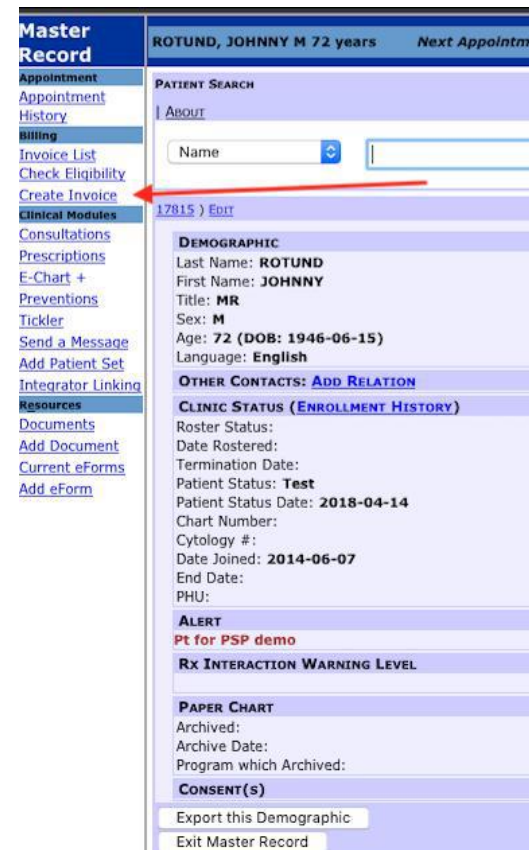 Master
Record
Appointment
Appointment
History
Billing
Invoice List
Check Eligibility
Create Invoice
Clinical Modules
Consultations
Prescriptions
E-Chart +
Preventions
Tickler
Send a Message
Add Patient Set
Integrator Linking
Resources
Documents
Add Document
Current eForms
Add eForm
ROTUND, JOHNNY M 72 years Next Appointm
PATIENT SEARCH
| ABOUT
Name
17815 ) EDIT
DEMOGRAPHIC
Last Name: ROTUND
First Name: JOHNNY
Title: MR
Sex: M
Age: 72 (DOB: 1946-06-15)
Language: English
OTHER CONTACTS: ADD RELATION
CLINIC STATUS (ENROLLMENT HISTORY)
Roster Status:
Date Rostered:
Termination Date:
Patient Status: Test
Patient Status Date: 2018-04-14
Chart Number:
Cytology #:
Date Joined: 2014-06-07
End Date:
PHU:
ALERT
Pt for PSP demo
RX INTERACTION WARNING LEVEL
PAPER CHART
Archived:
Archive Date:
Program which Archived:
CONSENT(S)
Export this Demographic
Exit Master Record